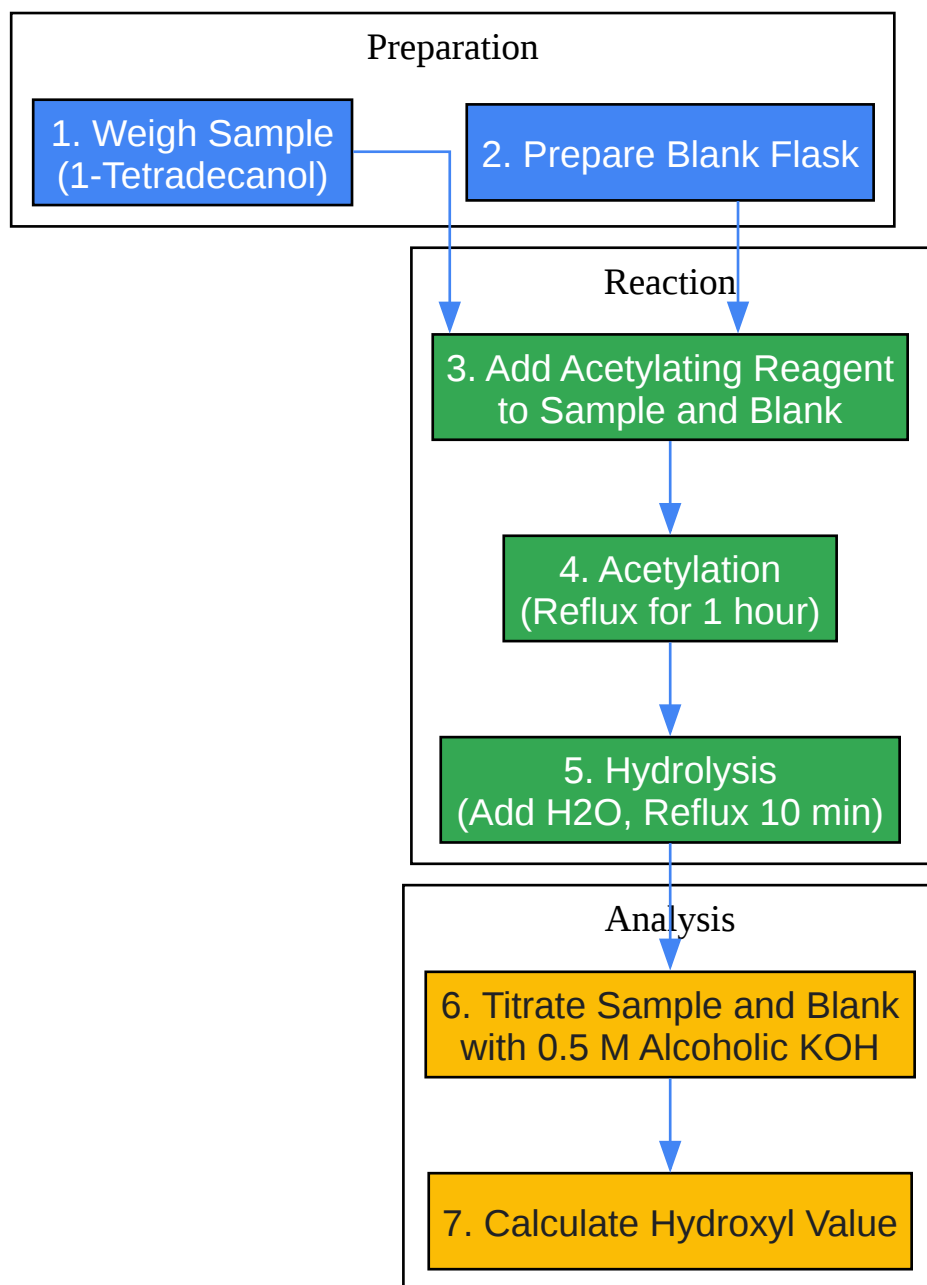 Preparation
1. Weigh Sample
(1-Tetradecanol)
2. Prepare Blank Flask
Reaction
3. Add Acetylating Reagent
to Sample and Blank
4. Acetylation
(Reflux for 1 hour)
5. Hydrolysis
(Add H2O, Reflux 10 min)
Analysis
6. Titrate Sample and Blank
with 0.5 M Alcoholic KOH
7. Calculate Hydroxyl Value